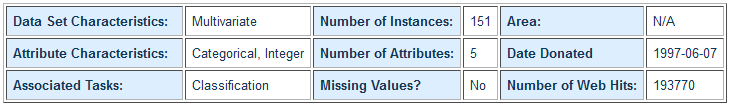 Data Set Characteristics: Multivariate Number of Instances: 151 Area: N/A
Attribute Characteristics: Categorical, Integer Number of Attributes: 5 Date Donated 1997-06-07
Associated Tasks: Classification Missing Values? No Number of Web Hits: 193770